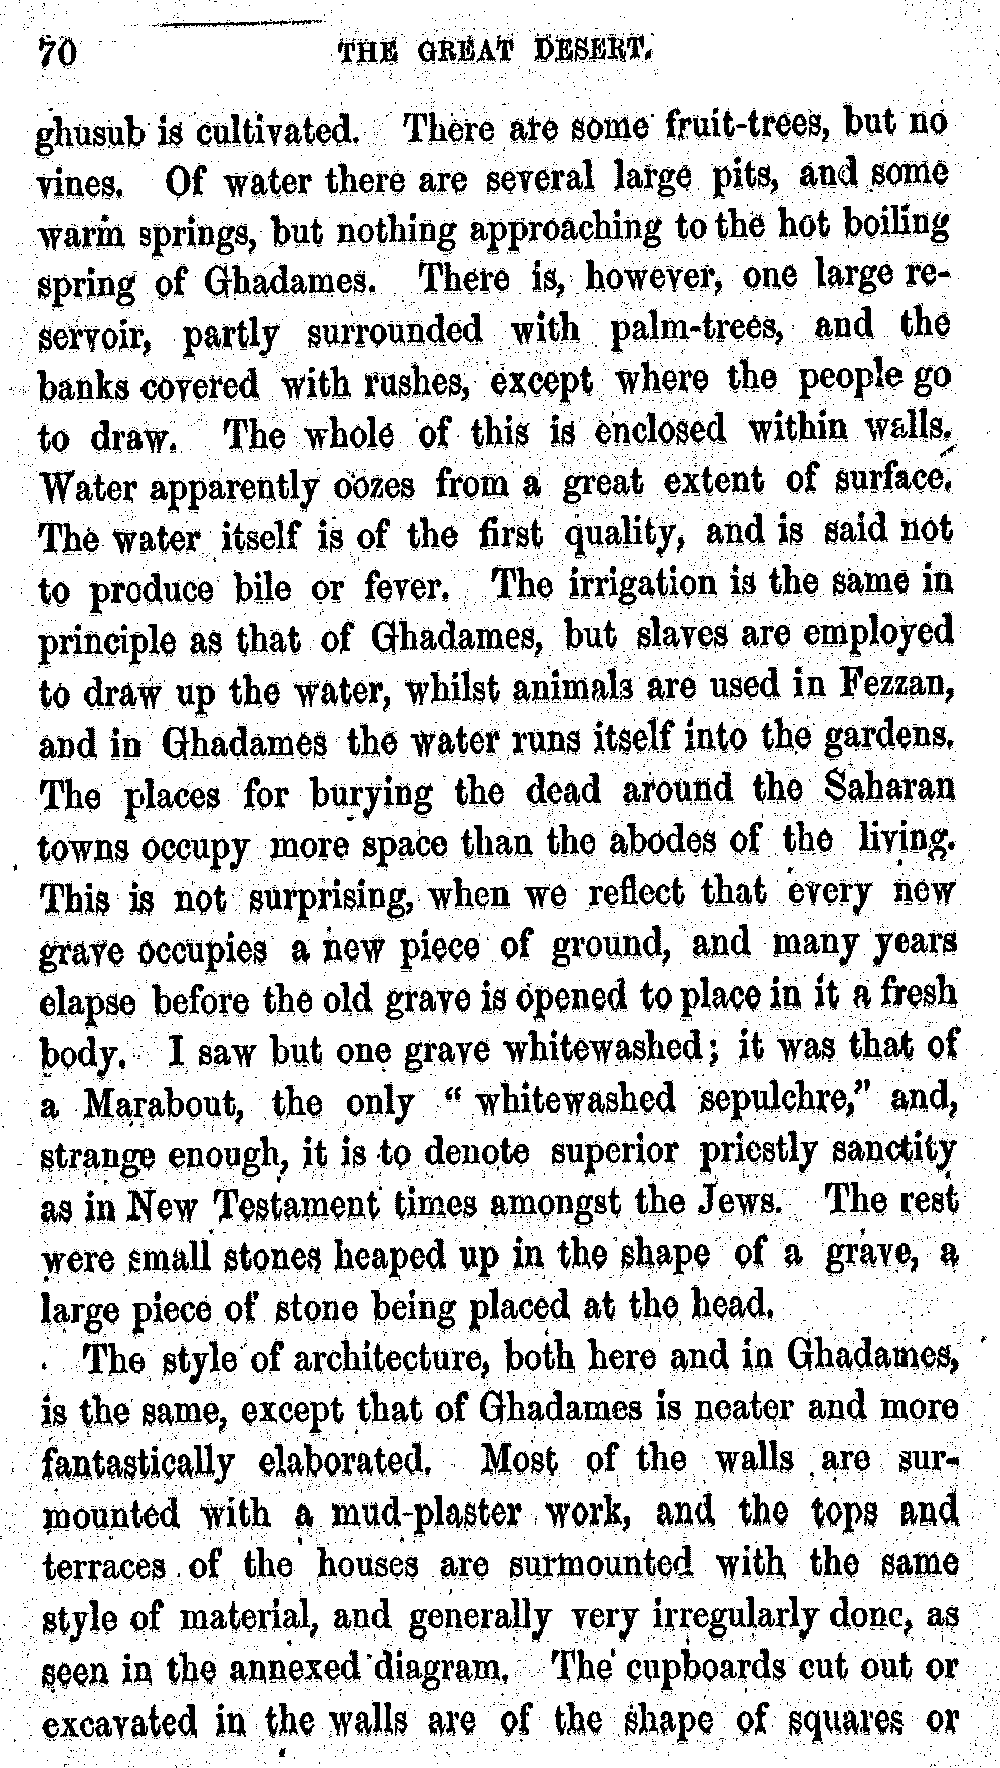 70 THE GREAT DESERT.
ghusub is cultivated. There are some fruit-trees, but no
vines. Of water there are several large pits, and some
warm springs, but nothing approaching to the hot boiling
spring of Ghadames. There is, however, one large re-
servoir, partly surrounded with palm-trees, and the
banks covered with rushes, except where the people go
to draw. The whole of this is enclosed within walls.
Water apparently oozes from a great extent of surface.
The water itself is of the first quality, and is said not
to produce bile or fever. The irrigation is the same in
principle as that of Ghadames, but slaves are employed
to draw up the water, whilst animals are used in Fezzan,
and in Ghadames the water runs itself into the gardens.
The places for burying the dead around the Saharan
towns occupy more space than the abodes of the living.
This is not surprising, when we reflect that every new
grave occupies a new piece of ground, and many years
elapse before the old grave is opened to place in it a fresh
body. I saw but one grave whitewashed; it was that of
a Marabout, the only "whitewashed sepulchre," and,
strange enough, it is to denote superior priestly sanctity
as in New Testament times amongst the Jews. The rest
were small stones heaped up in the shape of a grave, a
large piece of stone being placed at the head.
The style of architecture, both here and in Ghadames,
is the same, except that of Ghadames is neater and more
fantastically elaborated. Most of the walls are sur-
mounted with a mud-plaster work, and the tops and
terraces of the houses are surmounted with the same
style of material, and generally very irregularly done, as
seen in the annexed diagram. The cupboards cut out or
excavated in the walls are of the shape of squares or